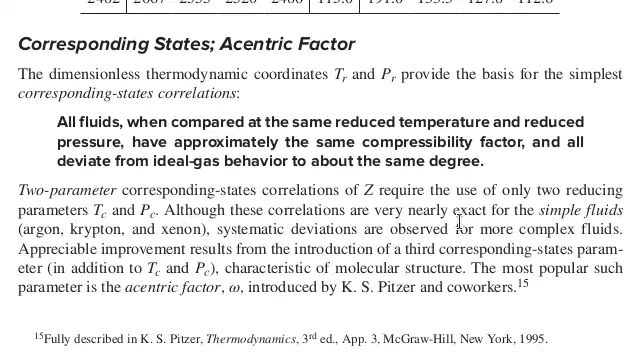 Corresponding States; Acentric Factor
The dimensionless thermodynamic coordinates Tr and Pr provide the basis for the simplest
corresponding-states correlations:
All fluids, when compared at the same reduced temperature and reduced
pressure, have approximately the same compressibility factor, and all
deviate from ideal-gas behavior to about the same degree.
Two-parameter corresponding-states correlations of Z require the use of only two reducing
parameters Tc and Pc. Although these correlations are very nearly exact for the simple fluids
(argon, krypton, and xenon), systematic deviations are observed for more complex fluids.
Appreciable improvement results from the introduction of a third corresponding-states param-
eter (in addition to Tc and Pc), characteristic of molecular structure. The most popular such
parameter is the acentric factor, ω, introduced by K. S. Pitzer and coworkers.15
15Fully described in K. S. Pitzer, Thermodynamics, 3rd ed., App. 3, McGraw-Hill, New York, 1995.